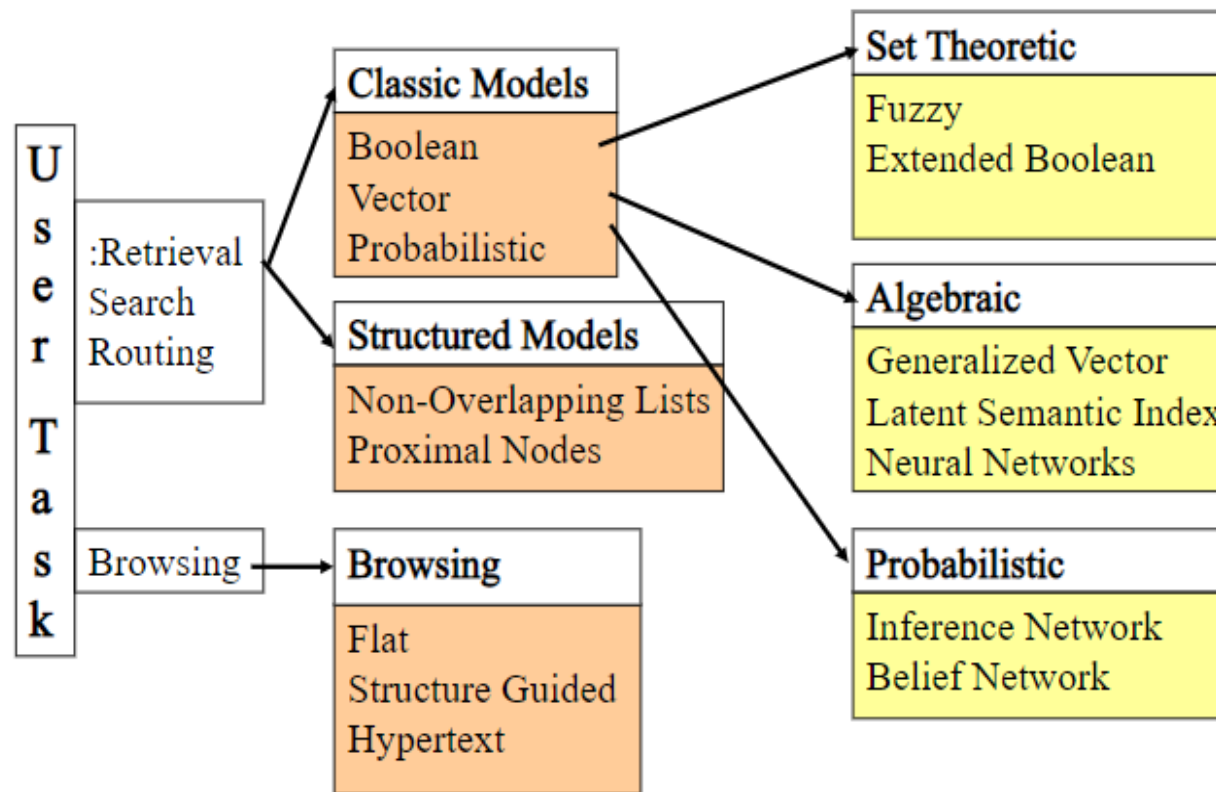 User Task
:Retrieval
Search
Routing
Browsing
Classic Models
Boolean
Vector
Probabilistic
Structured Models
Non-Overlapping Lists
Proximal Nodes
Browsing
Flat
Structure Guided
Hypertext
Set Theoretic
Fuzzy
Extended Boolean
Algebraic
Generalized Vector
Latent Semantic Index
Neural Networks
Probabilistic
Inference Network
Belief Network